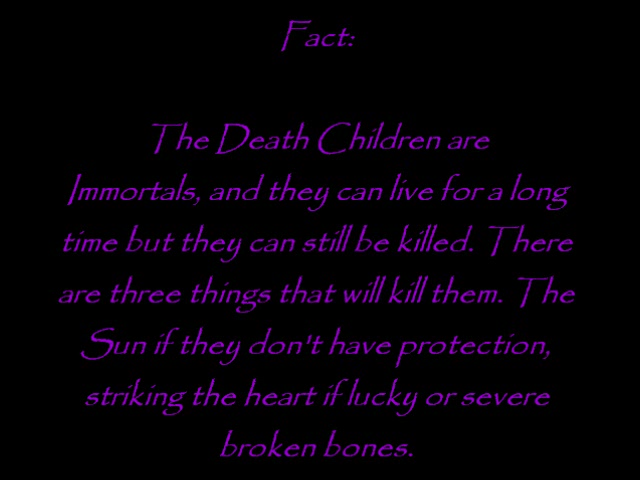 Fact:
The Death Children are
Immortals, and they can live for a long
time but they can still be killed. There
are three things that will kill them. The
Sun if they don't have protection,
striking the heart if lucky or severe
broken bones.